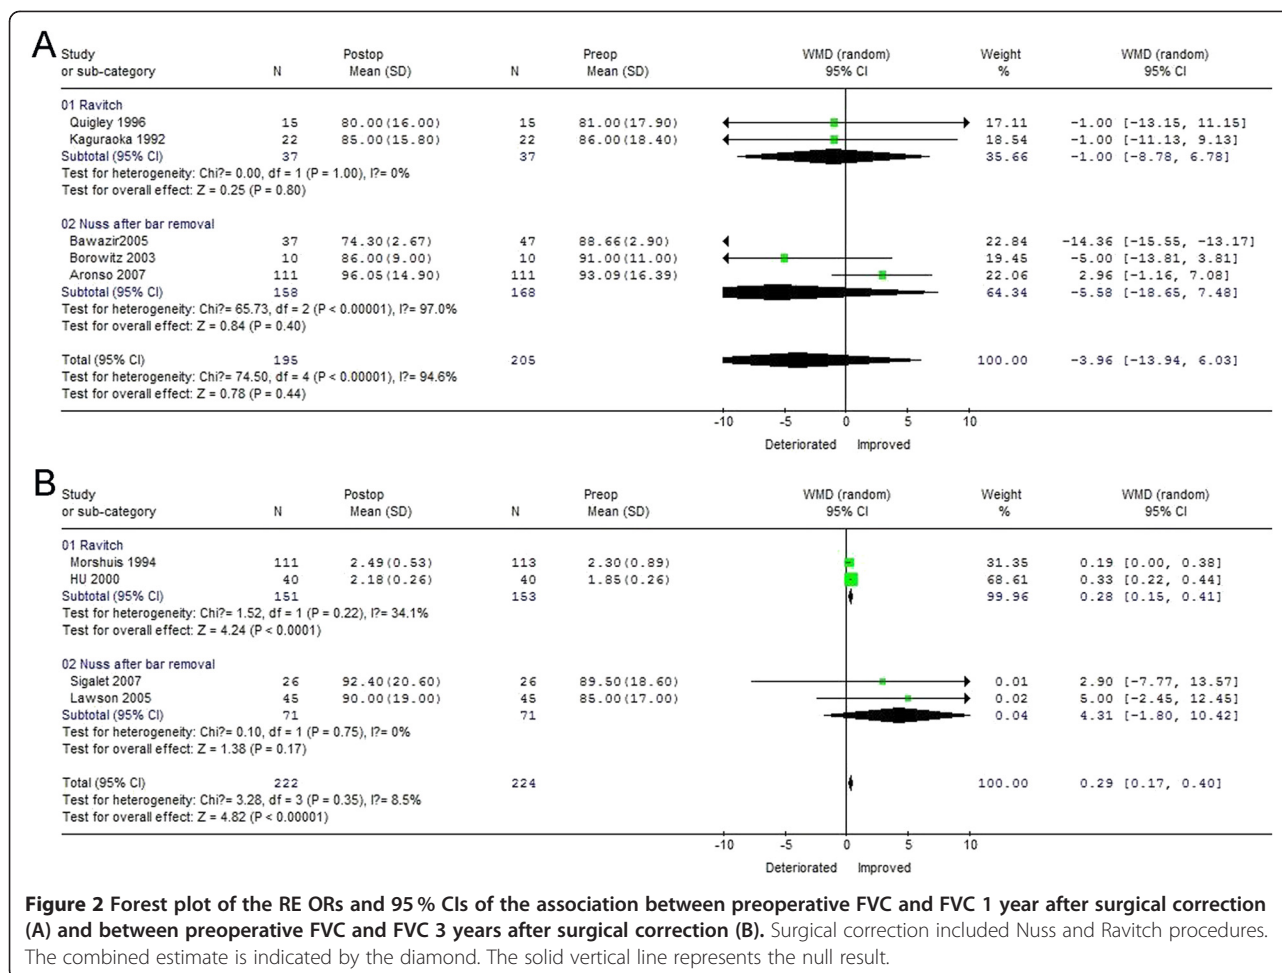 A
Study Postop Preop WMD (random) Weight WMD (random)
or sub-category N Mean (SD) N Mean (SD) 95% CI % 95% CI
01 Ravitch
Quigley 1996 15 80.00(16.00) 15 81.00(17.90) 17.11 -1.00 [-13.15, 11.15]
Kaguraoka 1992 22 85.00(15.80) 22 86.00(18.40) 18.54 -1.00 [-11.13, 9.13]
Subtotal (95% CI) 37 37 35.66 -1.00 [-8.78, 6.78]
Test for heterogeneity: Chi?= 0.00, df = 1 (P = 1.00), I?= 0%
Test for overall effect: Z = 0.25 (P = 0.80)
02 Nuss after bar removal
Bawazir2005 37 74.30(2.67) 47 88.66(2.90) 22.84 -14.36 [-15.55, -13.17]
Borowitz 2003 10 86.00(9.00) 10 91.00(11.00) 19.45 -5.00 [-13.81, 3.81]
Aronso 2007 111 96.05(14.90) 111 93.09(16.39) 22.06 2.96 [-1.16, 7.08]
Subtotal (95% CI) 158 168 64.34 -5.58 [-18.65, 7.48]
Test for heterogeneity: Chi?= 65.73, df = 2 (P < 0.00001), I?= 97.0%
Test for overall effect: Z = 0.84 (P = 0.40)
Total (95% CI) 195 205 100.00 -3.96 [-13.94, 6.03]
Test for heterogeneity: Chi?= 74.50, df = 4 (P < 0.00001), I?= 94.6%
Test for overall effect: Z = 0.78 (P = 0.44)
-10 -5 0 5 10
Deteriorated Improved
B
Study Postop Preop WMD (random) Weight WMD (random)
or sub-category N Mean (SD) N Mean (SD) 95% CI % 95% CI
01 Ravitch
Morshuis 1994 111 2.49(0.53) 113 2.30(0.89) 31.35 0.19 [0.00, 0.38]
HU 2000 40 2.18(0.26) 40 1.85(0.26) 68.61 0.33 [0.22, 0.44]
Subtotal (95% CI) 151 153 99.96 0.28 [0.15, 0.41]
Test for heterogeneity: Chi?= 1.52, df = 1 (P = 0.22), I?= 34.1%
Test for overall effect: Z = 4.24 (P < 0.0001)
02 Nuss after bar removal
Sigalet 2007 26 92.40(20.60) 26 89.50(18.60) 0.01 2.90 [-7.77, 13.57]
Lawson 2005 45 90.00(19.00) 45 85.00(17.00) 0.02 5.00 [-2.45, 12.45]
Subtotal (95% CI) 71 71 0.04 4.31 [-1.80, 10.42]
Test for heterogeneity: Chi?= 0.10, df = 1 (P = 0.75), I?= 0%
Test for overall effect: Z = 1.38 (P = 0.17)
Total (95% CI) 222 224 100.00 0.29 [0.17, 0.40]
Test for heterogeneity: Chi?= 3.28, df = 3 (P = 0.35), I?= 8.5%
Test for overall effect: Z = 4.82 (P < 0.00001)
-10 -5 0 5 10
Deteriorated Improved
Figure 2 Forest plot of the RE ORs and 95 % CIs of the association between preoperative FVC and FVC 1 year after surgical correction
(A) and between preoperative FVC and FVC 3 years after surgical correction (B). Surgical correction included Nuss and Ravitch procedures.
The combined estimate is indicated by the diamond. The solid vertical line represents the null result.